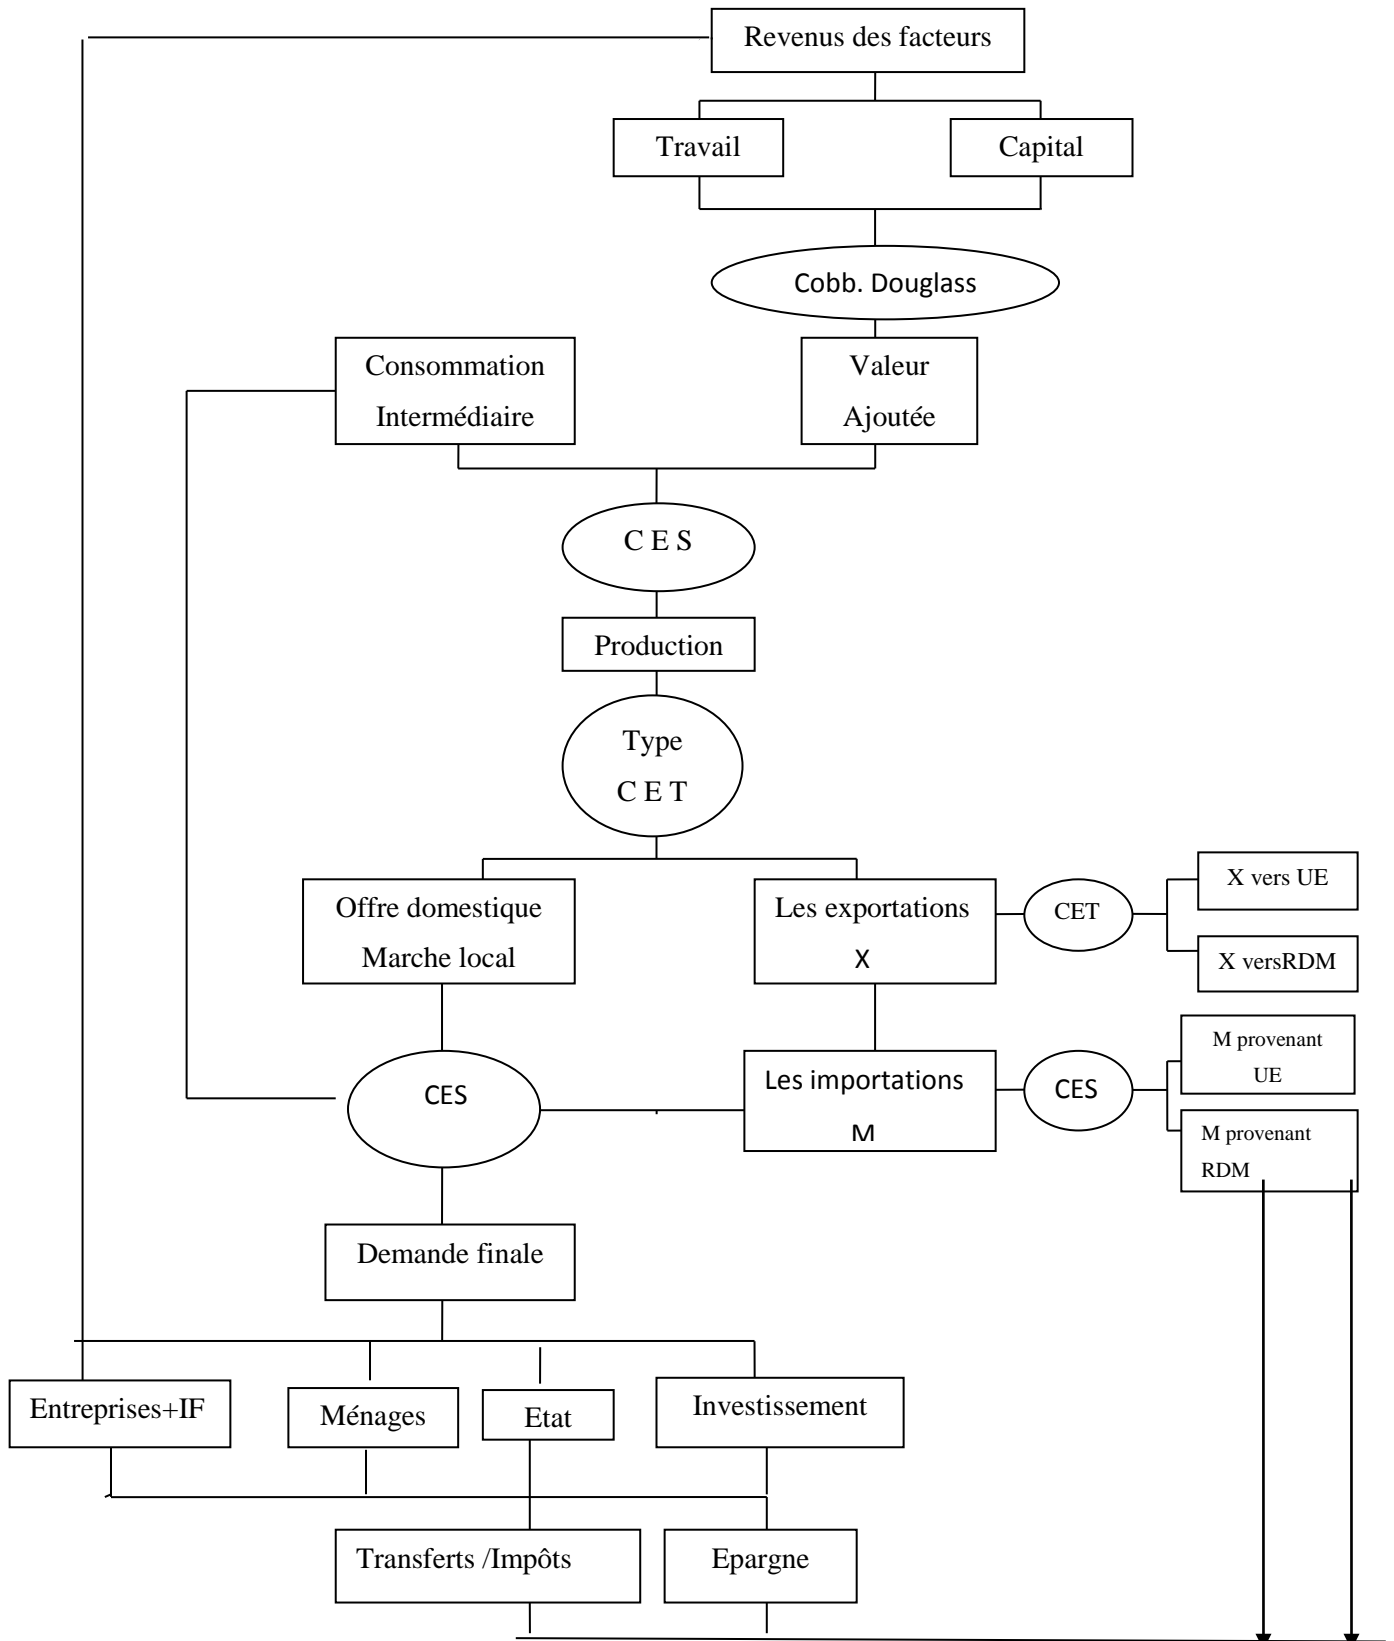 Revenus des facteurs
Travail
Capital
Cobb. Douglass
Consommation
Intermédiaire
Valeur
Ajoutée
C E S
Production
Type
C E T
Offre domestique
Marche local
Les exportations
X
CET
X vers UE
X versRDM
CES
Les importations
M
CES
M provenant
UE
M provenant
RDM
Demande finale
Entreprises+IF
Ménages
Etat
Investissement
Transferts /Impôts
Epargne